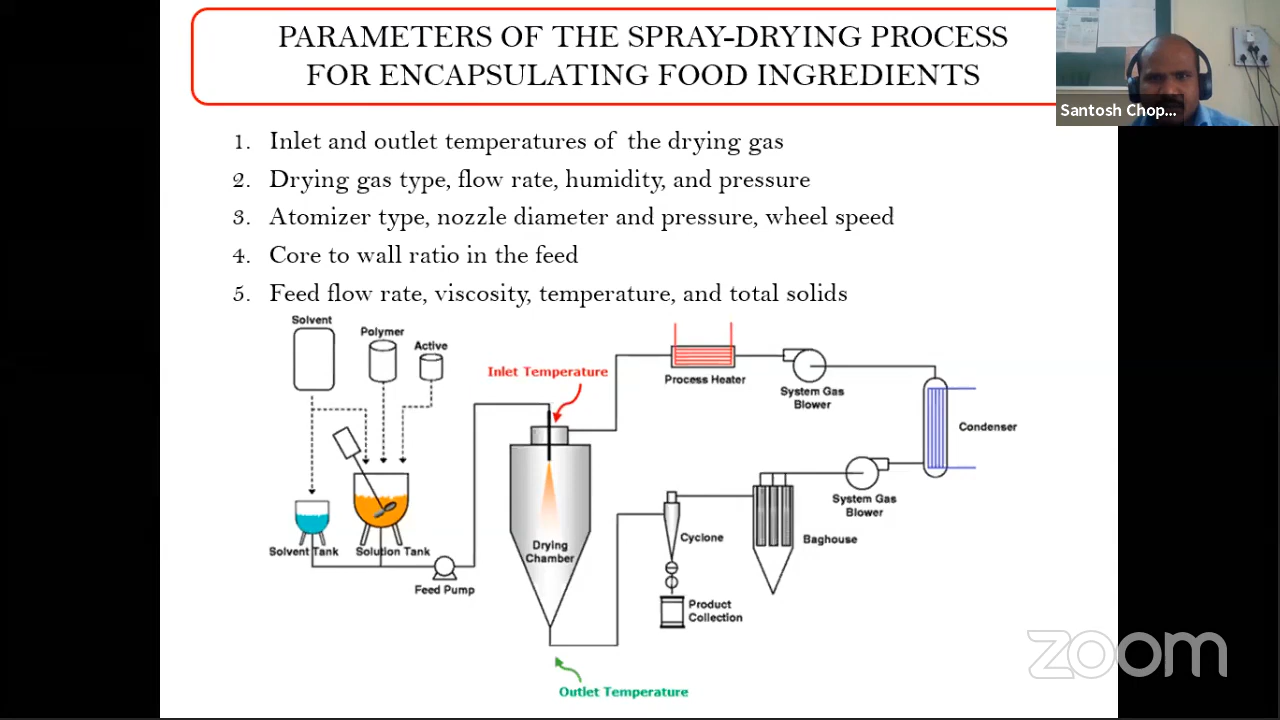 PARAMETERS OF THE SPRAY-DRYING PROCESS
FOR ENCAPSULATING FOOD INGREDIENTS
Santosh Chop...
1. Inlet and outlet temperatures of the drying gas
2. Drying gas type, flow rate, humidity, and pressure
3. Atomizer type, nozzle diameter and pressure, wheel speed
4. Core to wall ratio in the feed
5. Feed flow rate, viscosity, temperature, and total solids
Solvent
Polymer
Active
Inlet Temperature
Process Heater
System Gas
Blower
Condenser
System Gas
Blower
Cyclone
Baghouse
Drying
Chamber
Solvent Tank
Solution Tank
Feed Pump
Product
Collection
Outlet Temperature
zoom